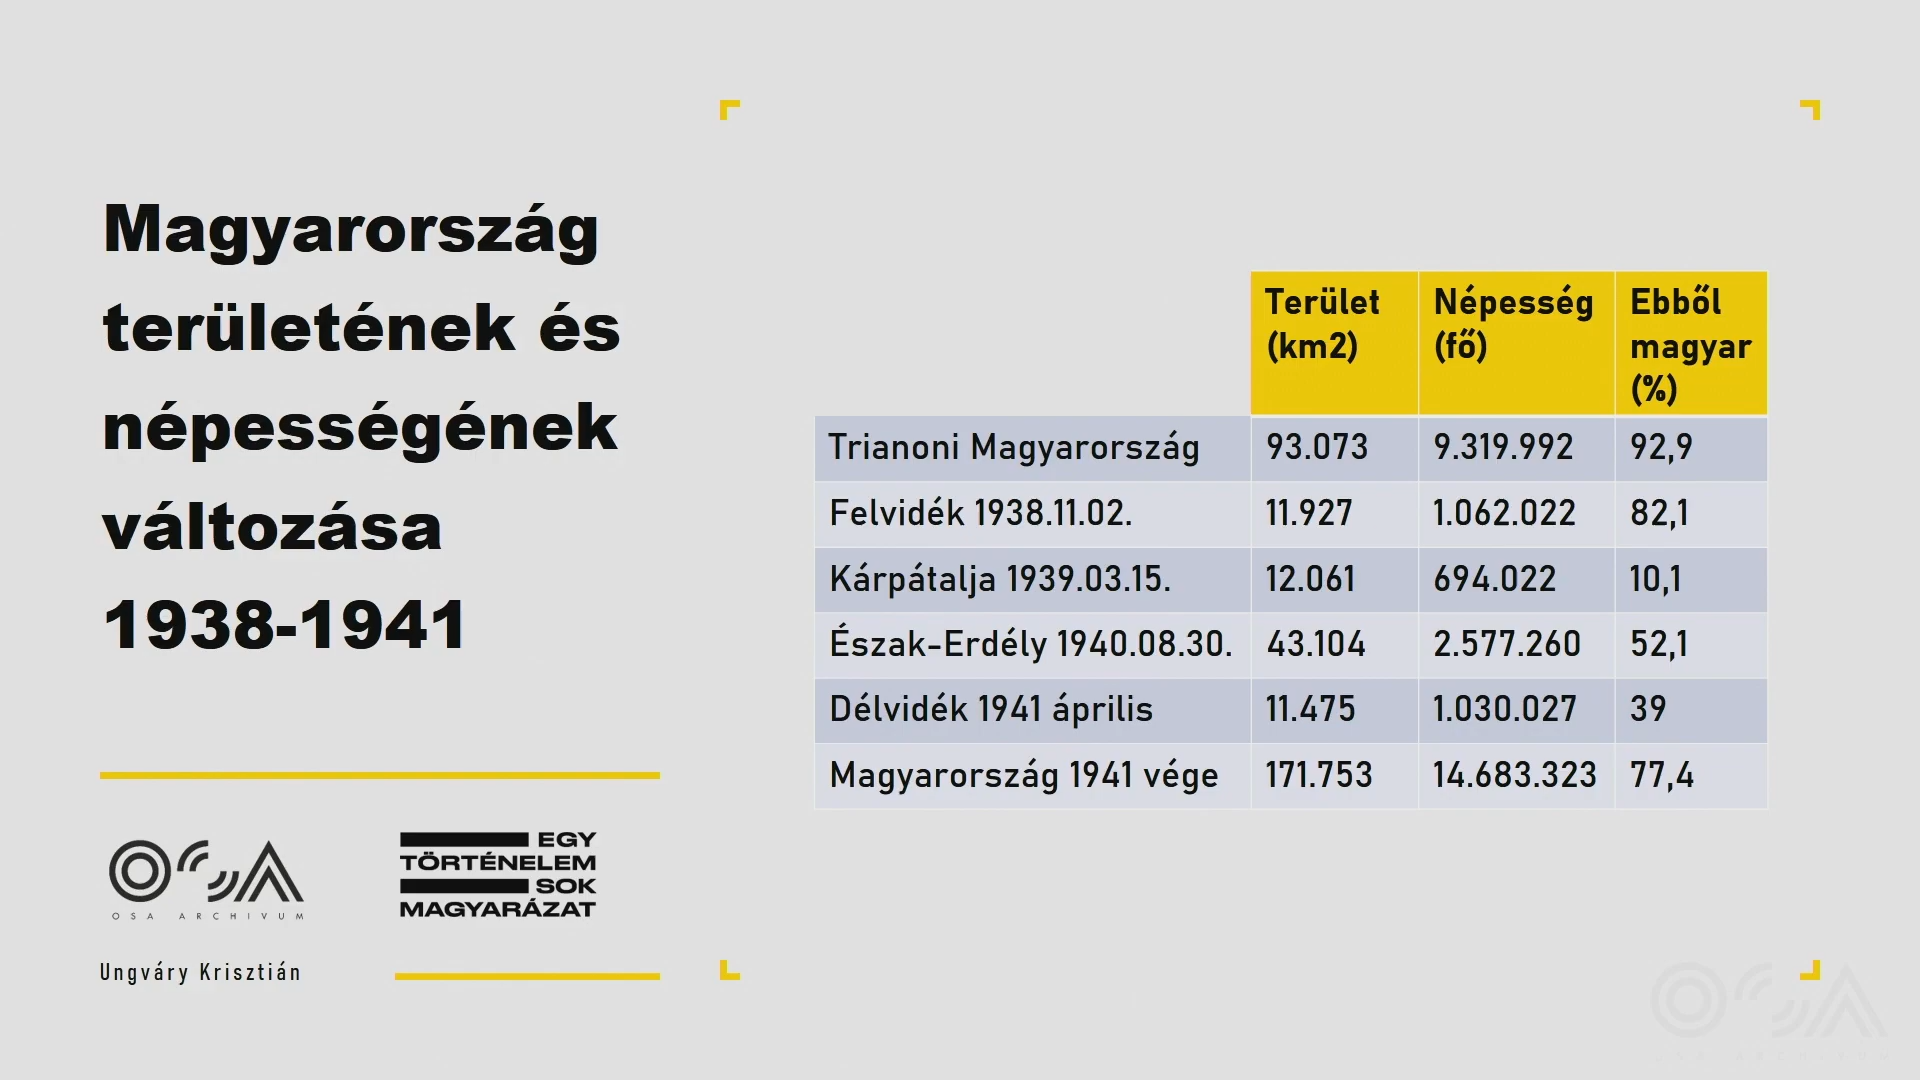 Magyarország
területének és
népességének
változása
1938-1941
EGY
TÖRTÉNELEM
SOK
MAGYARÁZAT
OSA ARCHIVUM
Ungváry Krisztián
Terület (km2) Népesség (fő) Ebből magyar (%)
Trianoni Magyarország 93.073 9.319.992 92,9
Felvidék 1938.11.02. 11.927 1.062.022 82,1
Kárpátalja 1939.03.15. 12.061 694.022 10,1
Észak-Erdély 1940.08.30. 43.104 2.577.260 52,1
Délvidék 1941 április 11.475 1.030.027 39
Magyarország 1941 vége 171.753 14.683.323 77,4
OSA ARCHIVUM